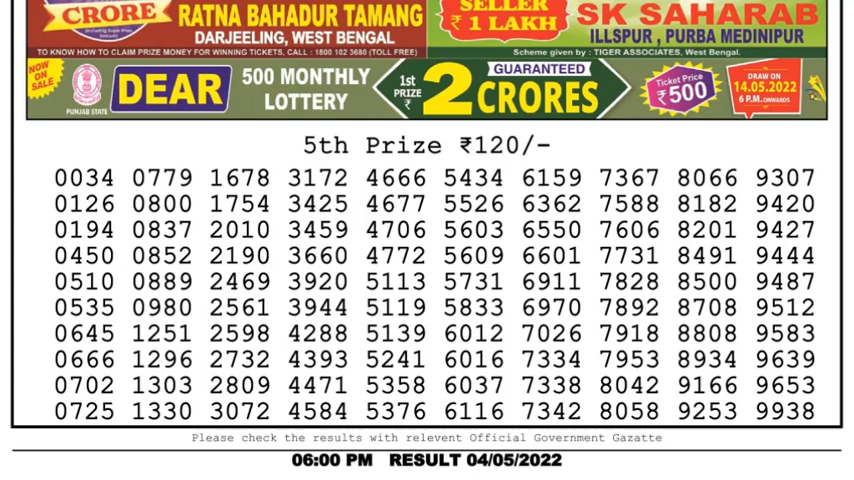 CRORE
(Including Super Prize Amount)
RATNA BAHADUR TAMANG
DARJEELING, WEST BENGAL
TO KNOW HOW TO CLAIM PRIZE MONEY FOR WINNING TICKETS, CALL : 1800 102 3680 (TOLL FREE)
SELLER
₹ 1 LAKH
SK SAHARAB
ILLSPUR , PURBA MEDINIPUR
Scheme given by : TIGER ASSOCIATES, West Bengal.
NOW ON SALE
PUNJAB STATE
DEAR
500 MONTHLY
LOTTERY
1st
PRIZE
₹
2
GUARANTEED
CRORES
Ticket Price
₹500
DRAW ON
14.05.2022
6 P.M. ONWARDS
5th Prize ₹120/-
0034 0779 1678 3172 4666 5434 6159 7367 8066 9307
0126 0800 1754 3425 4677 5526 6362 7588 8182 9420
0194 0837 2010 3459 4706 5603 6550 7606 8201 9427
0450 0852 2190 3660 4772 5609 6601 7731 8491 9444
0510 0889 2469 3920 5113 5731 6911 7828 8500 9487
0535 0980 2561 3944 5119 5833 6970 7892 8708 9512
0645 1251 2598 4288 5139 6012 7026 7918 8808 9583
0666 1296 2732 4393 5241 6016 7334 7953 8934 9639
0702 1303 2809 4471 5358 6037 7338 8042 9166 9653
0725 1330 3072 4584 5376 6116 7342 8058 9253 9938
Please check the results with relevent Official Government Gazatte
06:00 PM RESULT 04/05/2022